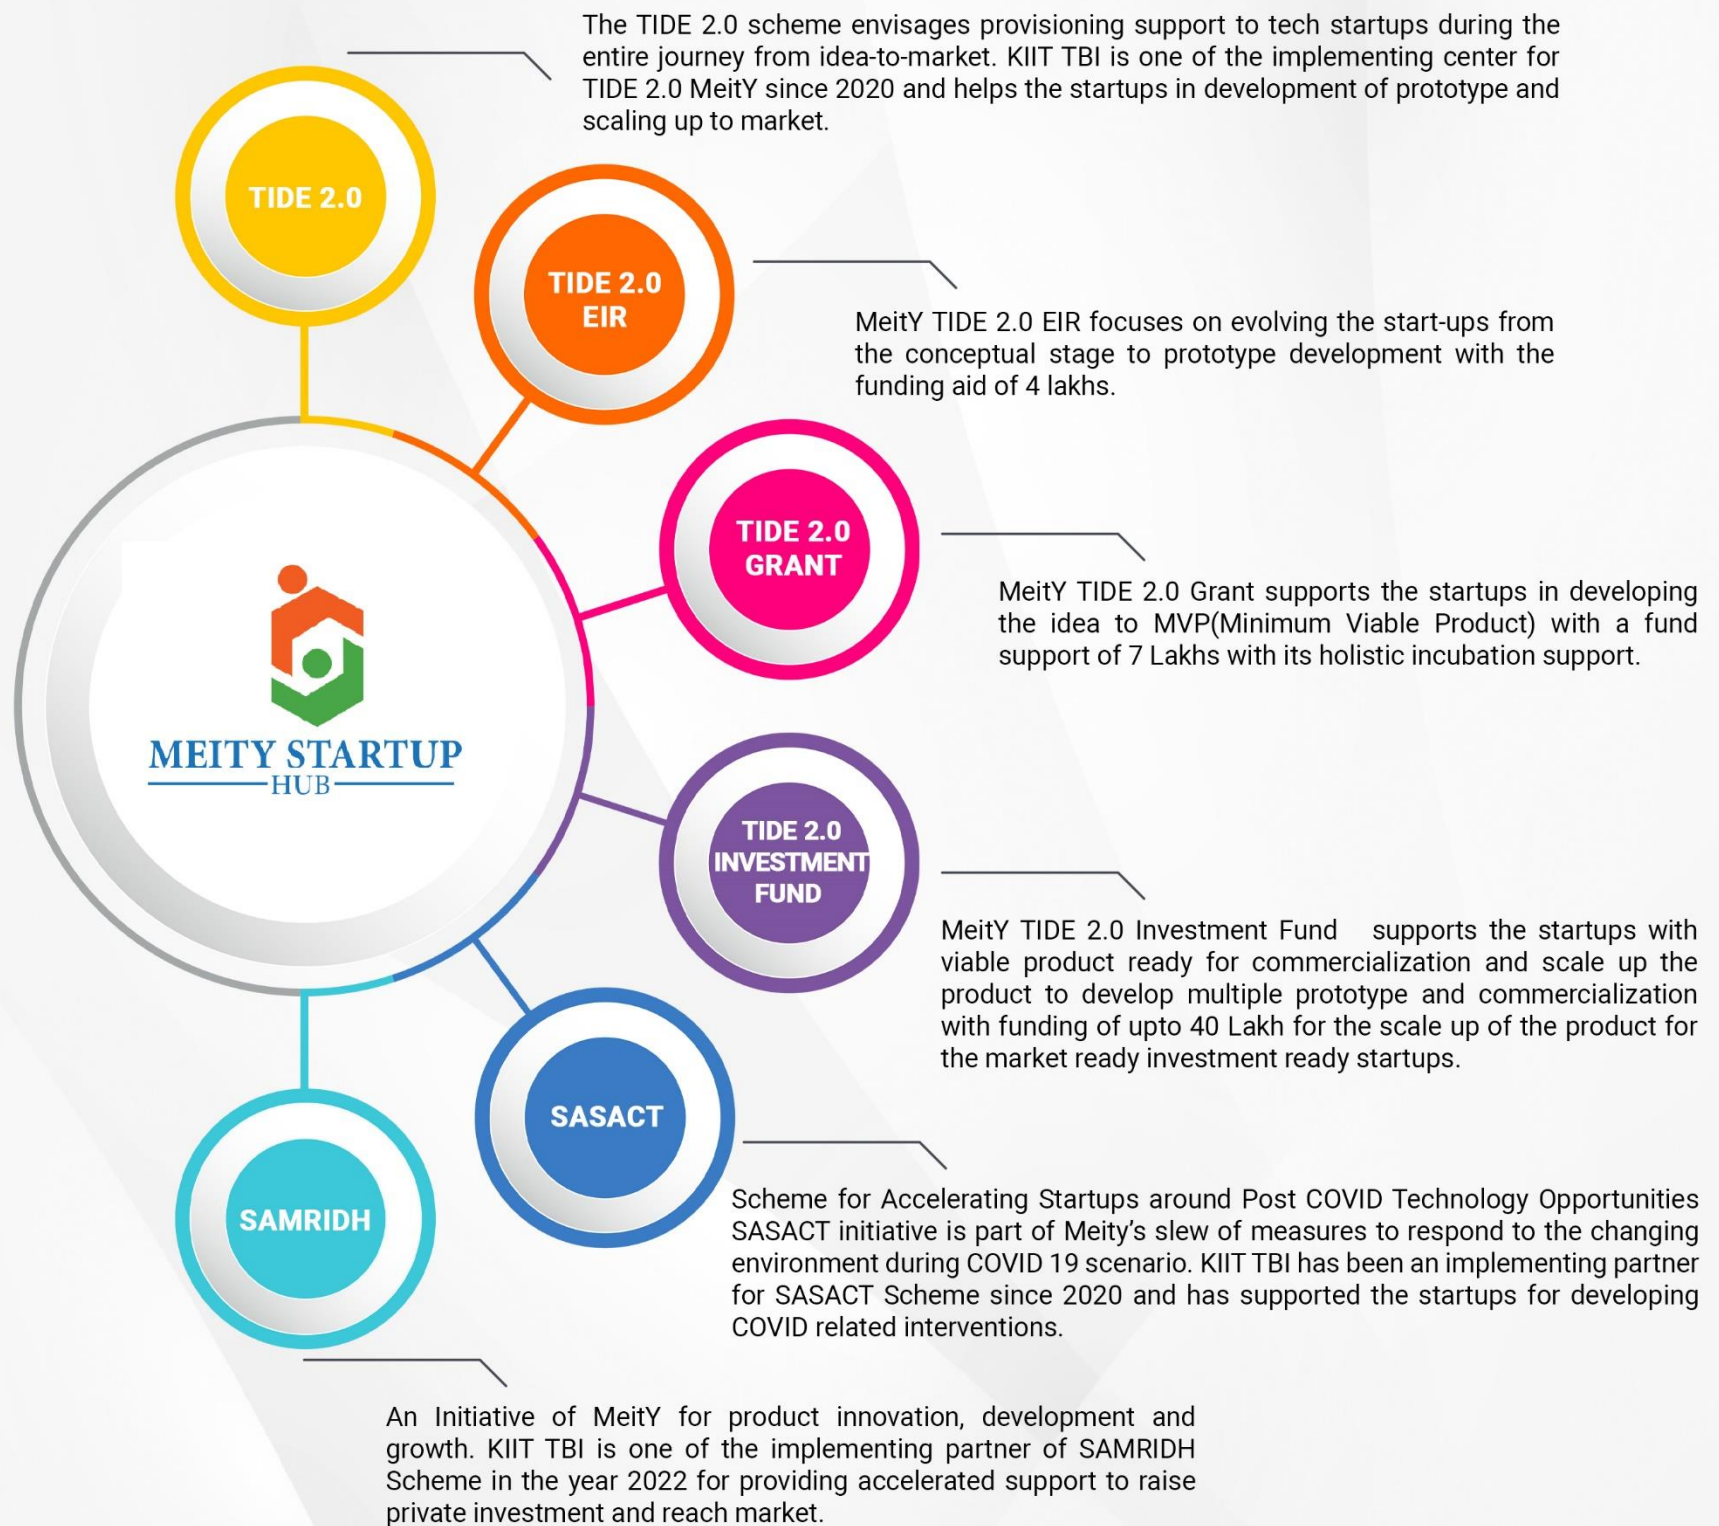 The TIDE 2.0 scheme envisages provisioning support to tech startups during the
entire journey from idea-to-market. KIIT TBI is one of the implementing center for
TIDE 2.0 MeitY since 2020 and helps the startups in development of prototype and
scaling up to market.
TIDE 2.0
TIDE 2.0
EIR
MeitY TIDE 2.0 EIR focuses on evolving the start-ups from
the conceptual stage to prototype development with the
funding aid of 4 lakhs.
TIDE 2.0
GRANT
MeitY TIDE 2.0 Grant supports the startups in developing
the idea to MVP(Minimum Viable Product) with a fund
support of 7 Lakhs with its holistic incubation support.
MEITY STARTUP
HUB
TIDE 2.0
INVESTMENT
FUND
MeitY TIDE 2.0 Investment Fund supports the startups with
viable product ready for commercialization and scale up the
product to develop multiple prototype and commercialization
with funding of upto 40 Lakh for the scale up of the product for
the market ready investment ready startups.
SASACT
Scheme for Accelerating Startups around Post COVID Technology Opportunities
SASACT initiative is part of Meity's slew of measures to respond to the changing
environment during COVID 19 scenario. KIIT TBI has been an implementing partner
for SASACT Scheme since 2020 and has supported the startups for developing
COVID related interventions.
SAMRIDH
An Initiative of MeitY for product innovation, development and
growth. KIIT TBI is one of the implementing partner of SAMRIDH
Scheme in the year 2022 for providing accelerated support to raise
private investment and reach market.